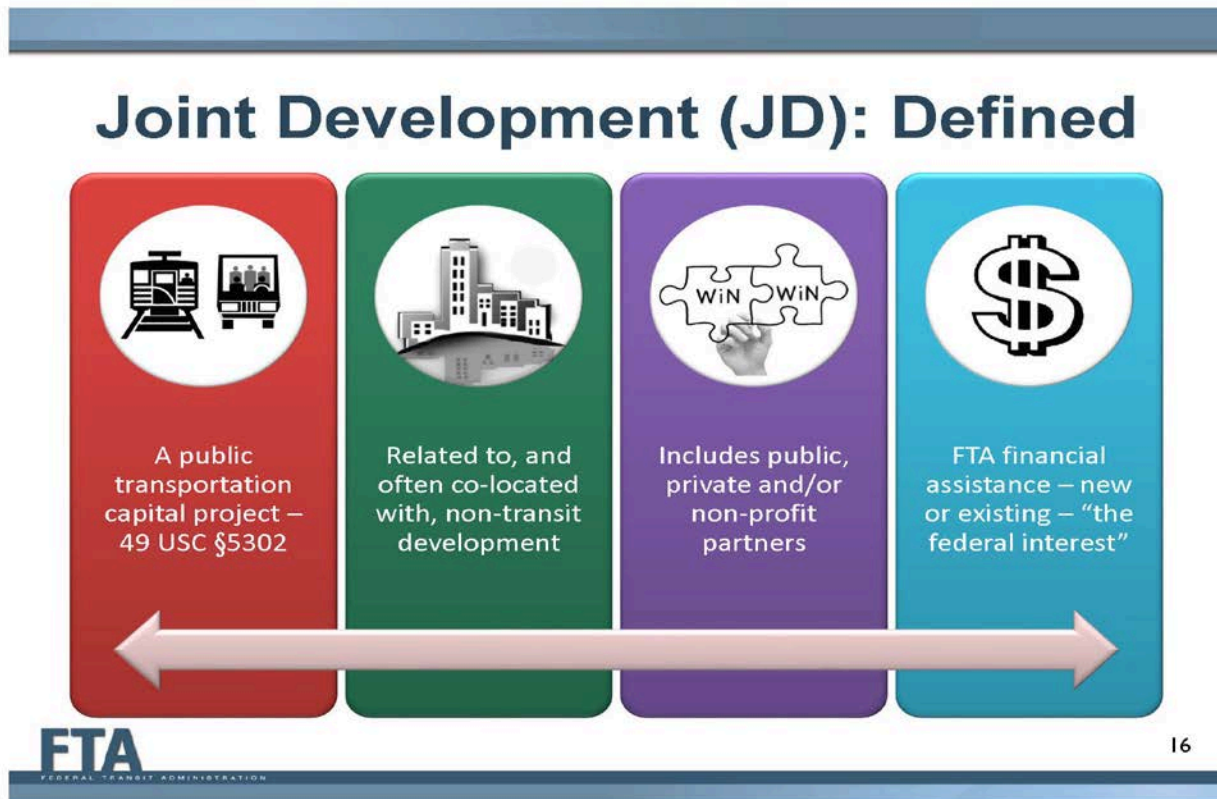 Joint Development (JD): Defined
WiN WiN
A public
transportation
capital project –
49 USC §5302
Related to, and
often co-located
with, non-transit
development
Includes public,
private and/or
non-profit
partners
FTA financial
assistance – new
or existing – “the
federal interest”
FTA
FEDERAL TRANSIT ADMINISTRATION
16